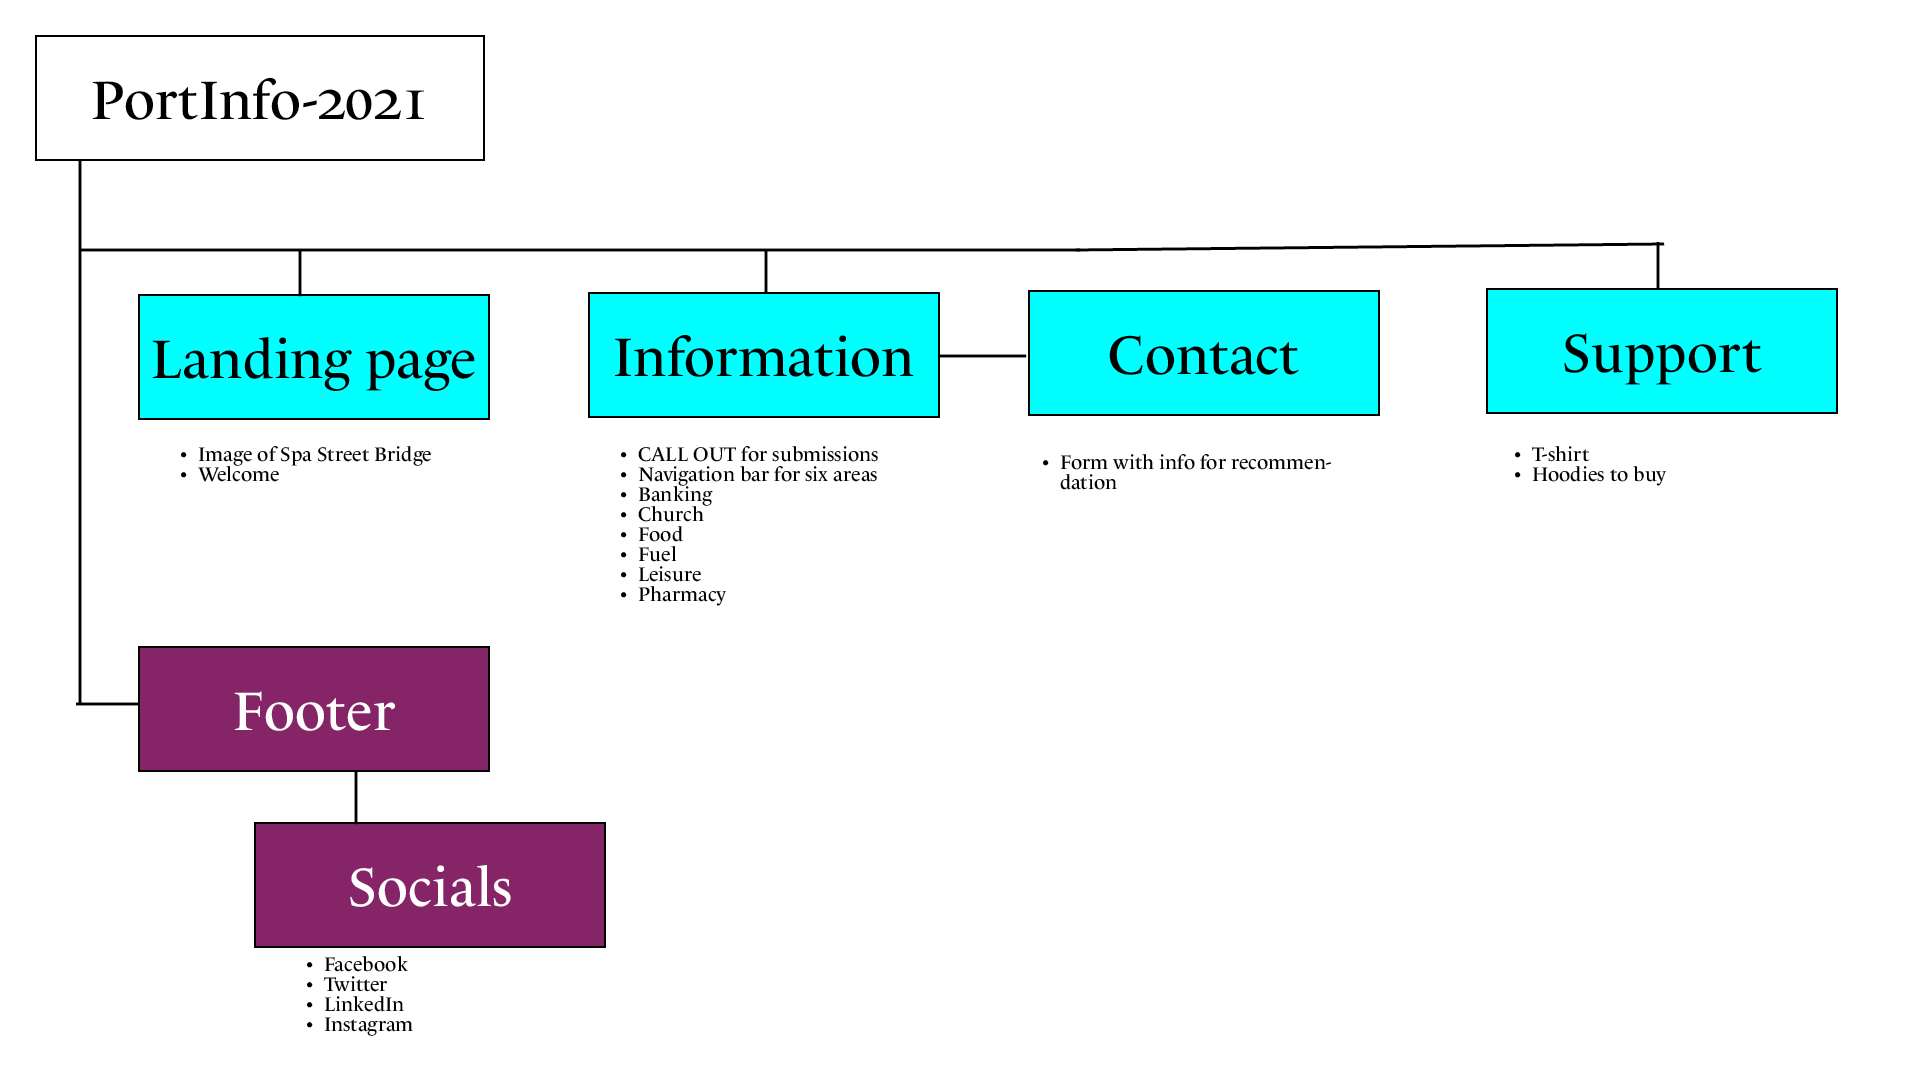 PortInfo-2021
Landing page
• Image of Spa Street Bridge
• Welcome
Information
• CALL OUT for submissions
• Navigation bar for six areas
• Banking
• Church
• Food
• Fuel
• Leisure
• Pharmacy
Contact
• Form with info for recommen-
dation
Support
• T-shirt
• Hoodies to buy
Footer
Socials
• Facebook
• Twitter
• LinkedIn
• Instagram